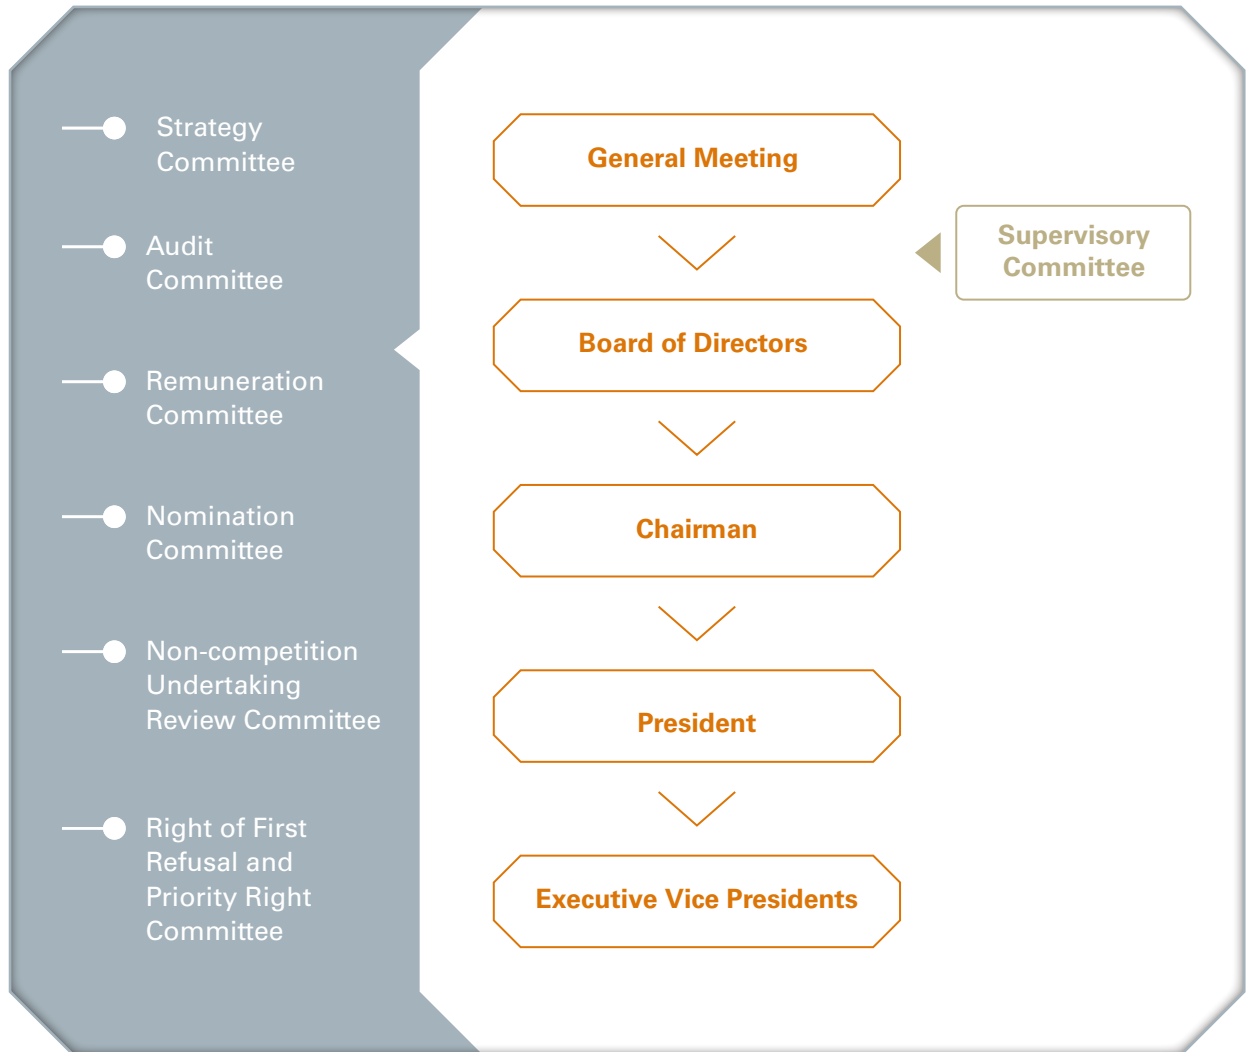 Strategy
Committee
Audit
Committee
Remuneration
Committee
Nomination
Committee
Non-competition
Undertaking
Review Committee
Right of First
Refusal and
Priority Right
Committee
General Meeting
Supervisory
Committee
Board of Directors
Chairman
President
Executive Vice Presidents